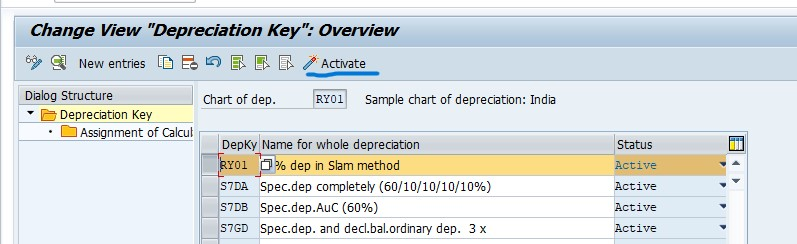 Change View "Depreciation Key": Overview
New entries Activate
Dialog Structure
Depreciation Key
Assignment of Calcul
Chart of dep. RY01 Sample chart of depreciation: India
DepKy Name for whole depreciation Status
RY01 % dep in Slam method Active
S7DA Spec.dep completely (60/10/10/10/10%) Active
S7DB Spec.dep.AuC (60%) Active
S7GD Spec.dep. and decl.bal.ordinary dep. 3 x Active